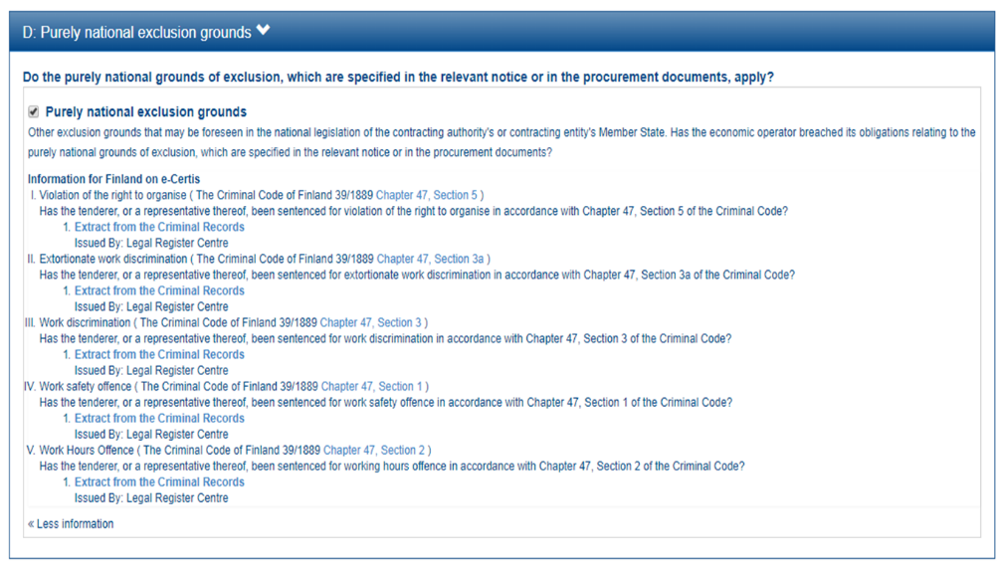 D: Purely national exclusion grounds
Do the purely national grounds of exclusion, which are specified in the relevant notice or in the procurement documents, apply?
Purely national exclusion grounds
Other exclusion grounds that may be foreseen in the national legislation of the contracting authority's or contracting entity's Member State. Has the economic operator breached its obligations relating to the
purely national grounds of exclusion, which are specified in the relevant notice or in the procurement documents?
Information for Finland on e-Certis
I. Violation of the right to organise ( The Criminal Code of Finland 39/1889 Chapter 47, Section 5 )
Has the tenderer, or a representative thereof, been sentenced for violation of the right to organise in accordance with Chapter 47, Section 5 of the Criminal Code?
1. Extract from the Criminal Records
Issued By: Legal Register Centre
II. Extortionate work discrimination ( The Criminal Code of Finland 39/1889 Chapter 47, Section 3a )
Has the tenderer, or a representative thereof, been sentenced for extortionate work discrimination in accordance with Chapter 47, Section 3a of the Criminal Code?
1. Extract from the Criminal Records
Issued By: Legal Register Centre
III. Work discrimination ( The Criminal Code of Finland 39/1889 Chapter 47, Section 3 )
Has the tenderer, or a representative thereof, been sentenced for work discrimination in accordance with Chapter 47, Section 3 of the Criminal Code?
1. Extract from the Criminal Records
Issued By: Legal Register Centre
IV. Work safety offence ( The Criminal Code of Finland 39/1889 Chapter 47, Section 1 )
Has the tenderer, or a representative thereof, been sentenced for work safety offence in accordance with Chapter 47, Section 1 of the Criminal Code?
1. Extract from the Criminal Records
Issued By: Legal Register Centre
V. Work Hours Offence ( The Criminal Code of Finland 39/1889 Chapter 47, Section 2 )
Has the tenderer, or a representative thereof, been sentenced for working hours offence in accordance with Chapter 47, Section 2 of the Criminal Code?
1. Extract from the Criminal Records
Issued By: Legal Register Centre
« Less information